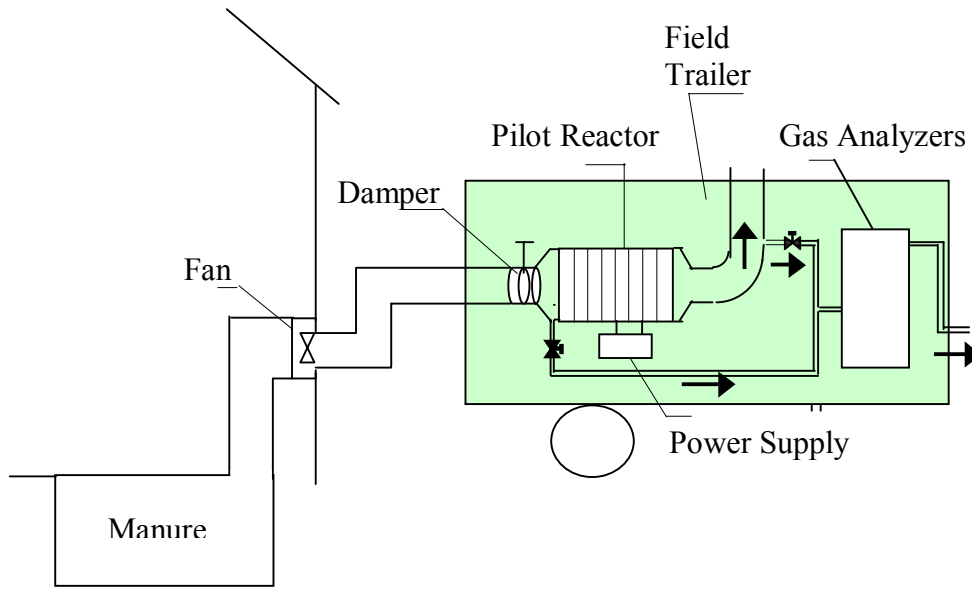 Field
Trailer
Pilot Reactor
Gas Analyzers
Damper
Fan
Power Supply
Manure